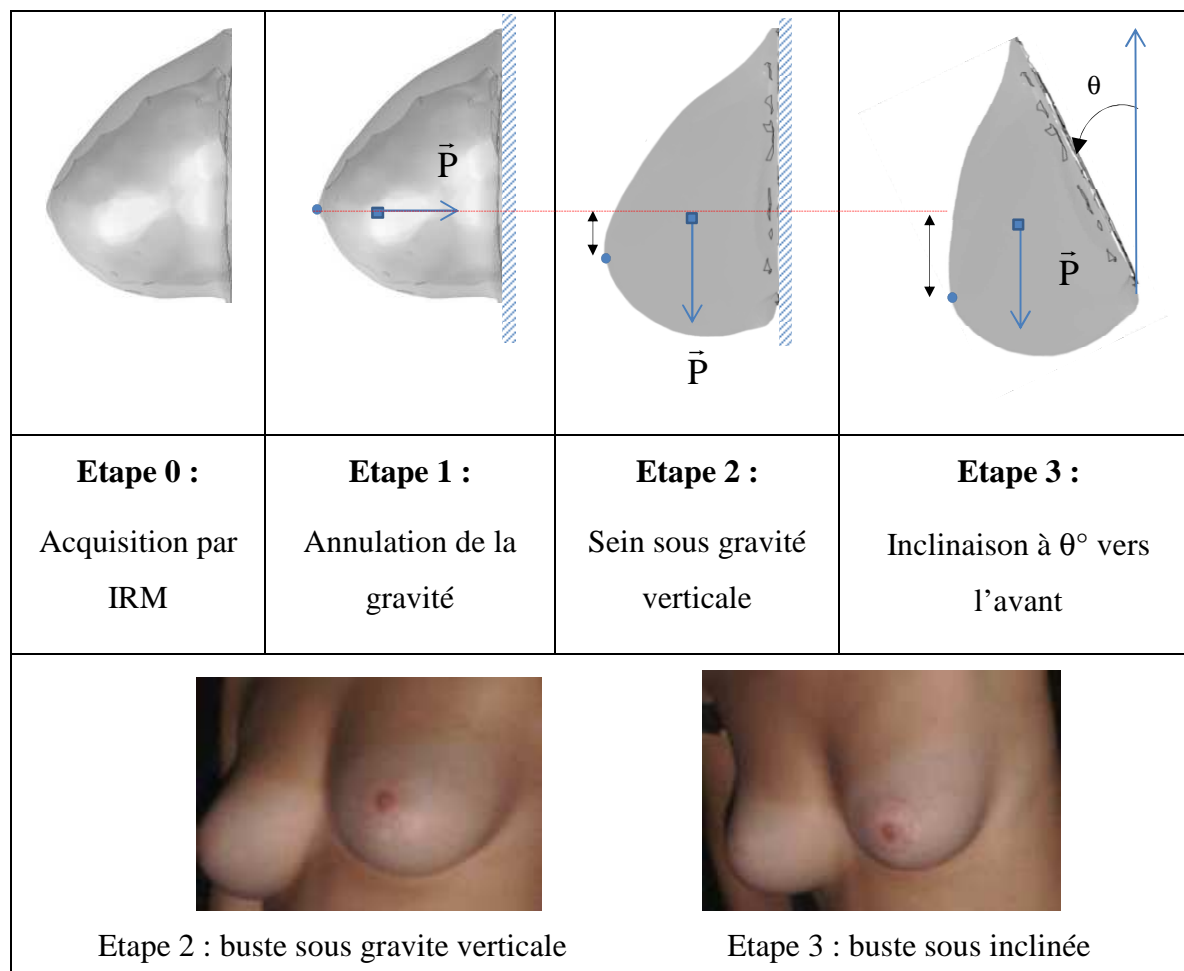 P
P
θ
P
Etape 0 :
Acquisition par
IRM
Etape 1 :
Annulation de la
gravité
Etape 2 :
Sein sous gravité
verticale
Etape 3 :
Inclinaison à θ° vers
l’avant
Etape 2 : buste sous gravite verticale
Etape 3 : buste sous inclinée